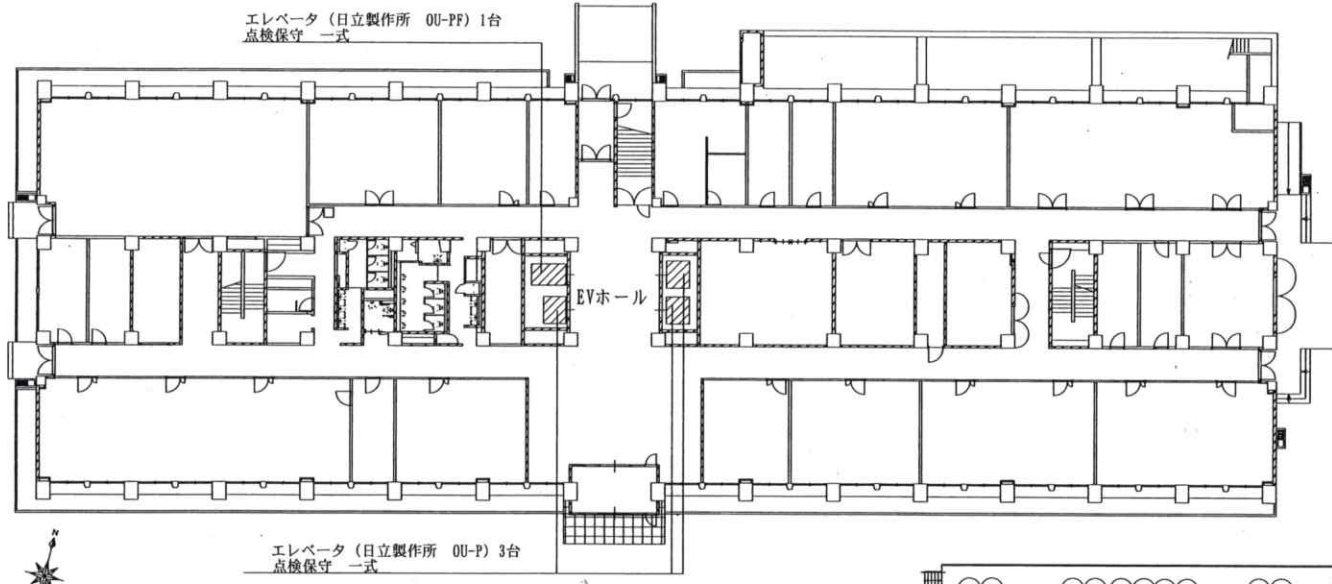 エレベータ（日立製作所 OU-PF）1台
点検保守 一式
EVホール
エレベータ（日立製作所 OU-P）3台
点検保守 一式
N